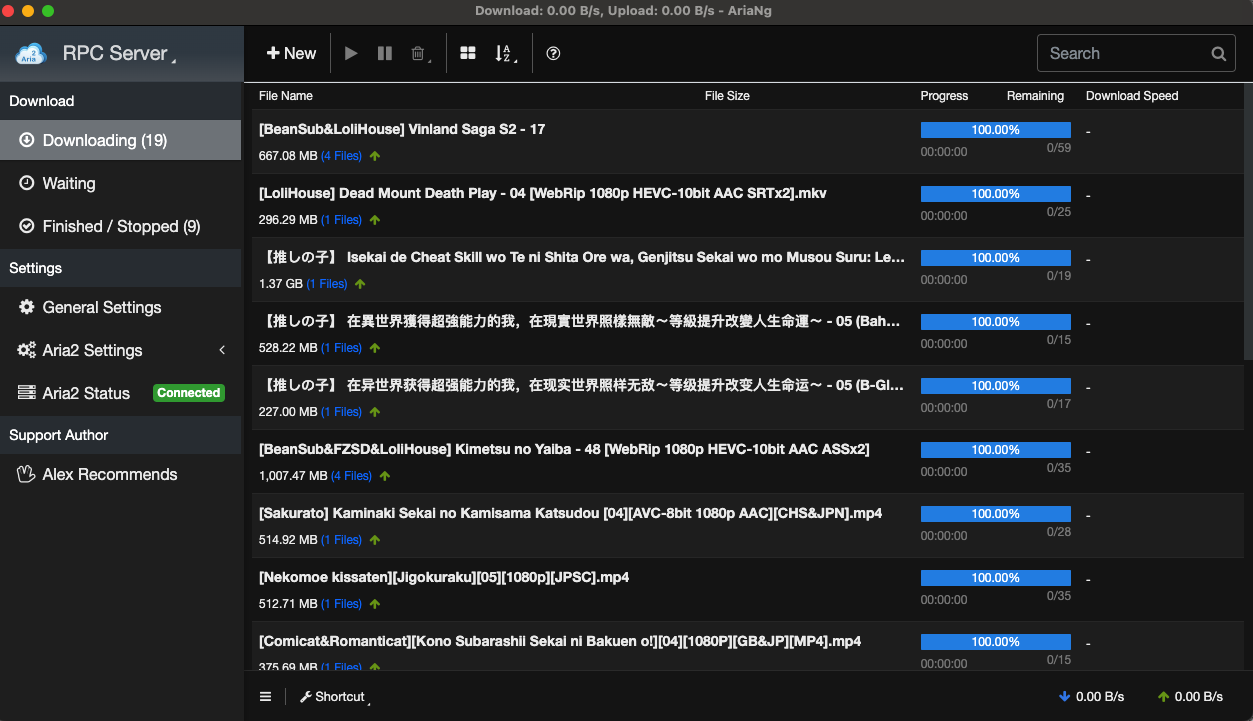 Download: 0.00 B/s, Upload: 0.00 B/s - AriaNg
Aria2
RPC Server
New
Search
Download
Downloading (19)
Waiting
Finished / Stopped (9)
Settings
General Settings
Aria2 Settings
Aria2 Status Connected
Support Author
Alex Recommends
File Name File Size Progress Remaining Download Speed
[BeanSub&LoliHouse] Vinland Saga S2 - 17 100.00% -
667.08 MB (4 Files) 00:00:00 0/59
[LoliHouse] Dead Mount Death Play - 04 [WebRip 1080p HEVC-10bit AAC SRTx2].mkv 100.00% -
296.29 MB (1 Files) 00:00:00 0/25
【推しの子】 Isekai de Cheat Skill wo Te ni Shita Ore wa, Genjitsu Sekai wo mo Musou Suru: Le... 100.00% -
1.37 GB (1 Files) 00:00:00 0/19
【推しの子】 在異世界獲得超強能力的我，在現實世界照樣無敵～等級提升改變人生命運～ - 05 (Bah... 100.00% -
528.22 MB (1 Files) 00:00:00 0/15
【推しの子】 在异世界获得超强能力的我，在现实世界照样无敌～等级提升改变人生命运～ - 05 (B-Gl... 100.00% -
227.00 MB (1 Files) 00:00:00 0/17
[BeanSub&FZSD&LoliHouse] Kimetsu no Yaiba - 48 [WebRip 1080p HEVC-10bit AAC ASSx2] 100.00% -
1,007.47 MB (4 Files) 00:00:00 0/35
[Sakurato] Kaminaki Sekai no Kamisama Katsudou [04][AVC-8bit 1080p AAC][CHS&JPN].mp4 100.00% -
514.92 MB (1 Files) 00:00:00 0/28
[Nekomoe kissaten][Jigokuraku][05][1080p][JPSC].mp4 100.00% -
512.71 MB (1 Files) 00:00:00 0/35
[Comicat&Romanticat][Kono Subarashii Sekai ni Bakuen o!][04][1080P][GB&JP][MP4].mp4 100.00% -
375.69 MB (1 Files) 00:00:00 0/15
Shortcut 0.00 B/s 0.00 B/s